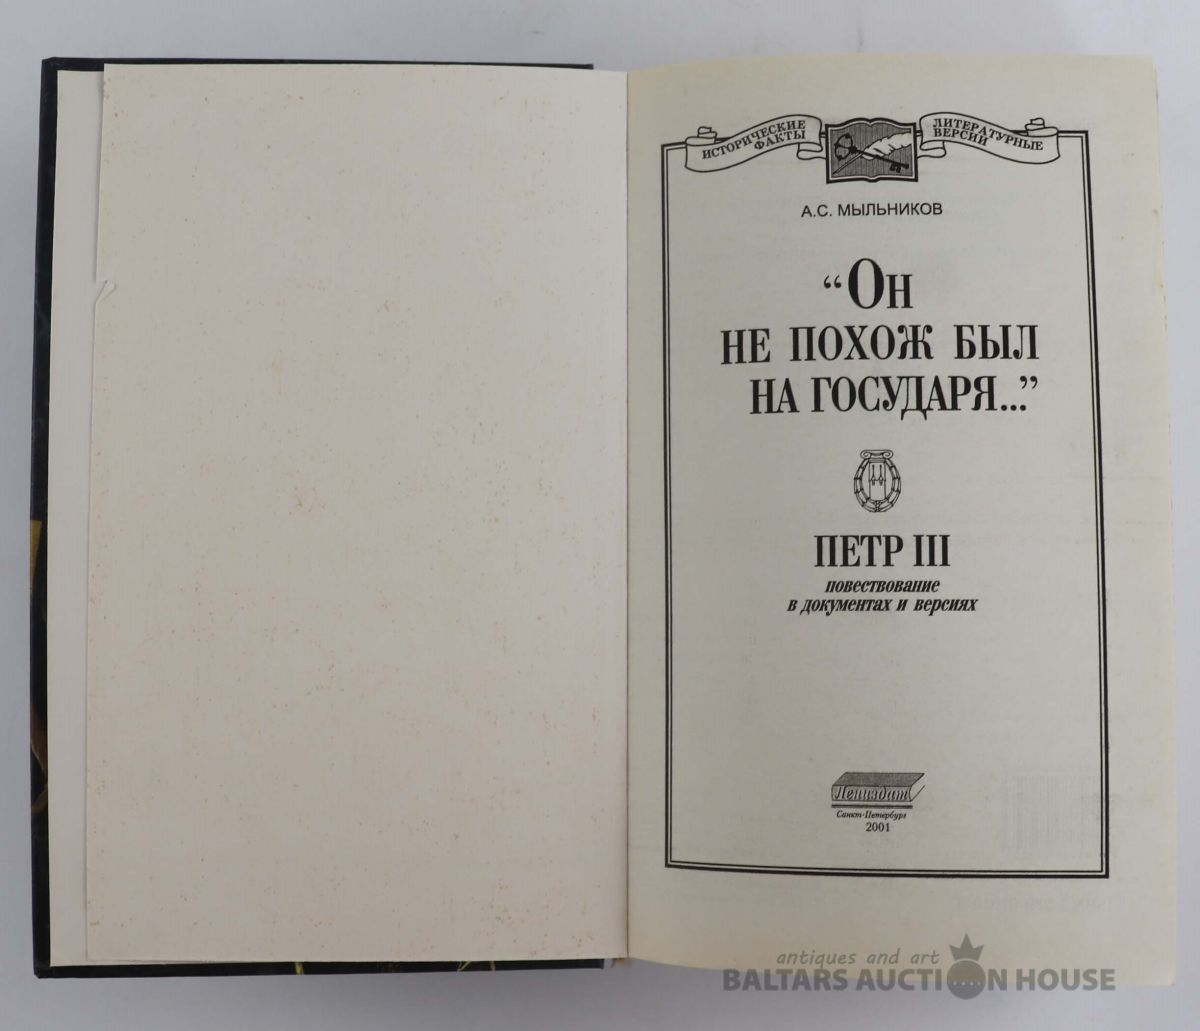 ИСТОРИЧЕСКИЕ
ФАКТЫ
ЛИТЕРАТУРНЫЕ
ВЕРСИИ
А.С. МЫЛЬНИКОВ
“Он
НЕ ПОХОЖ БЫЛ
НА ГОСУДАРЯ...”
ПЕТР III
повествование
в документах и версиях
Лениздат
Санкт-Петербург
2001
antiques and art
BALTARS AUCTION HOUSE